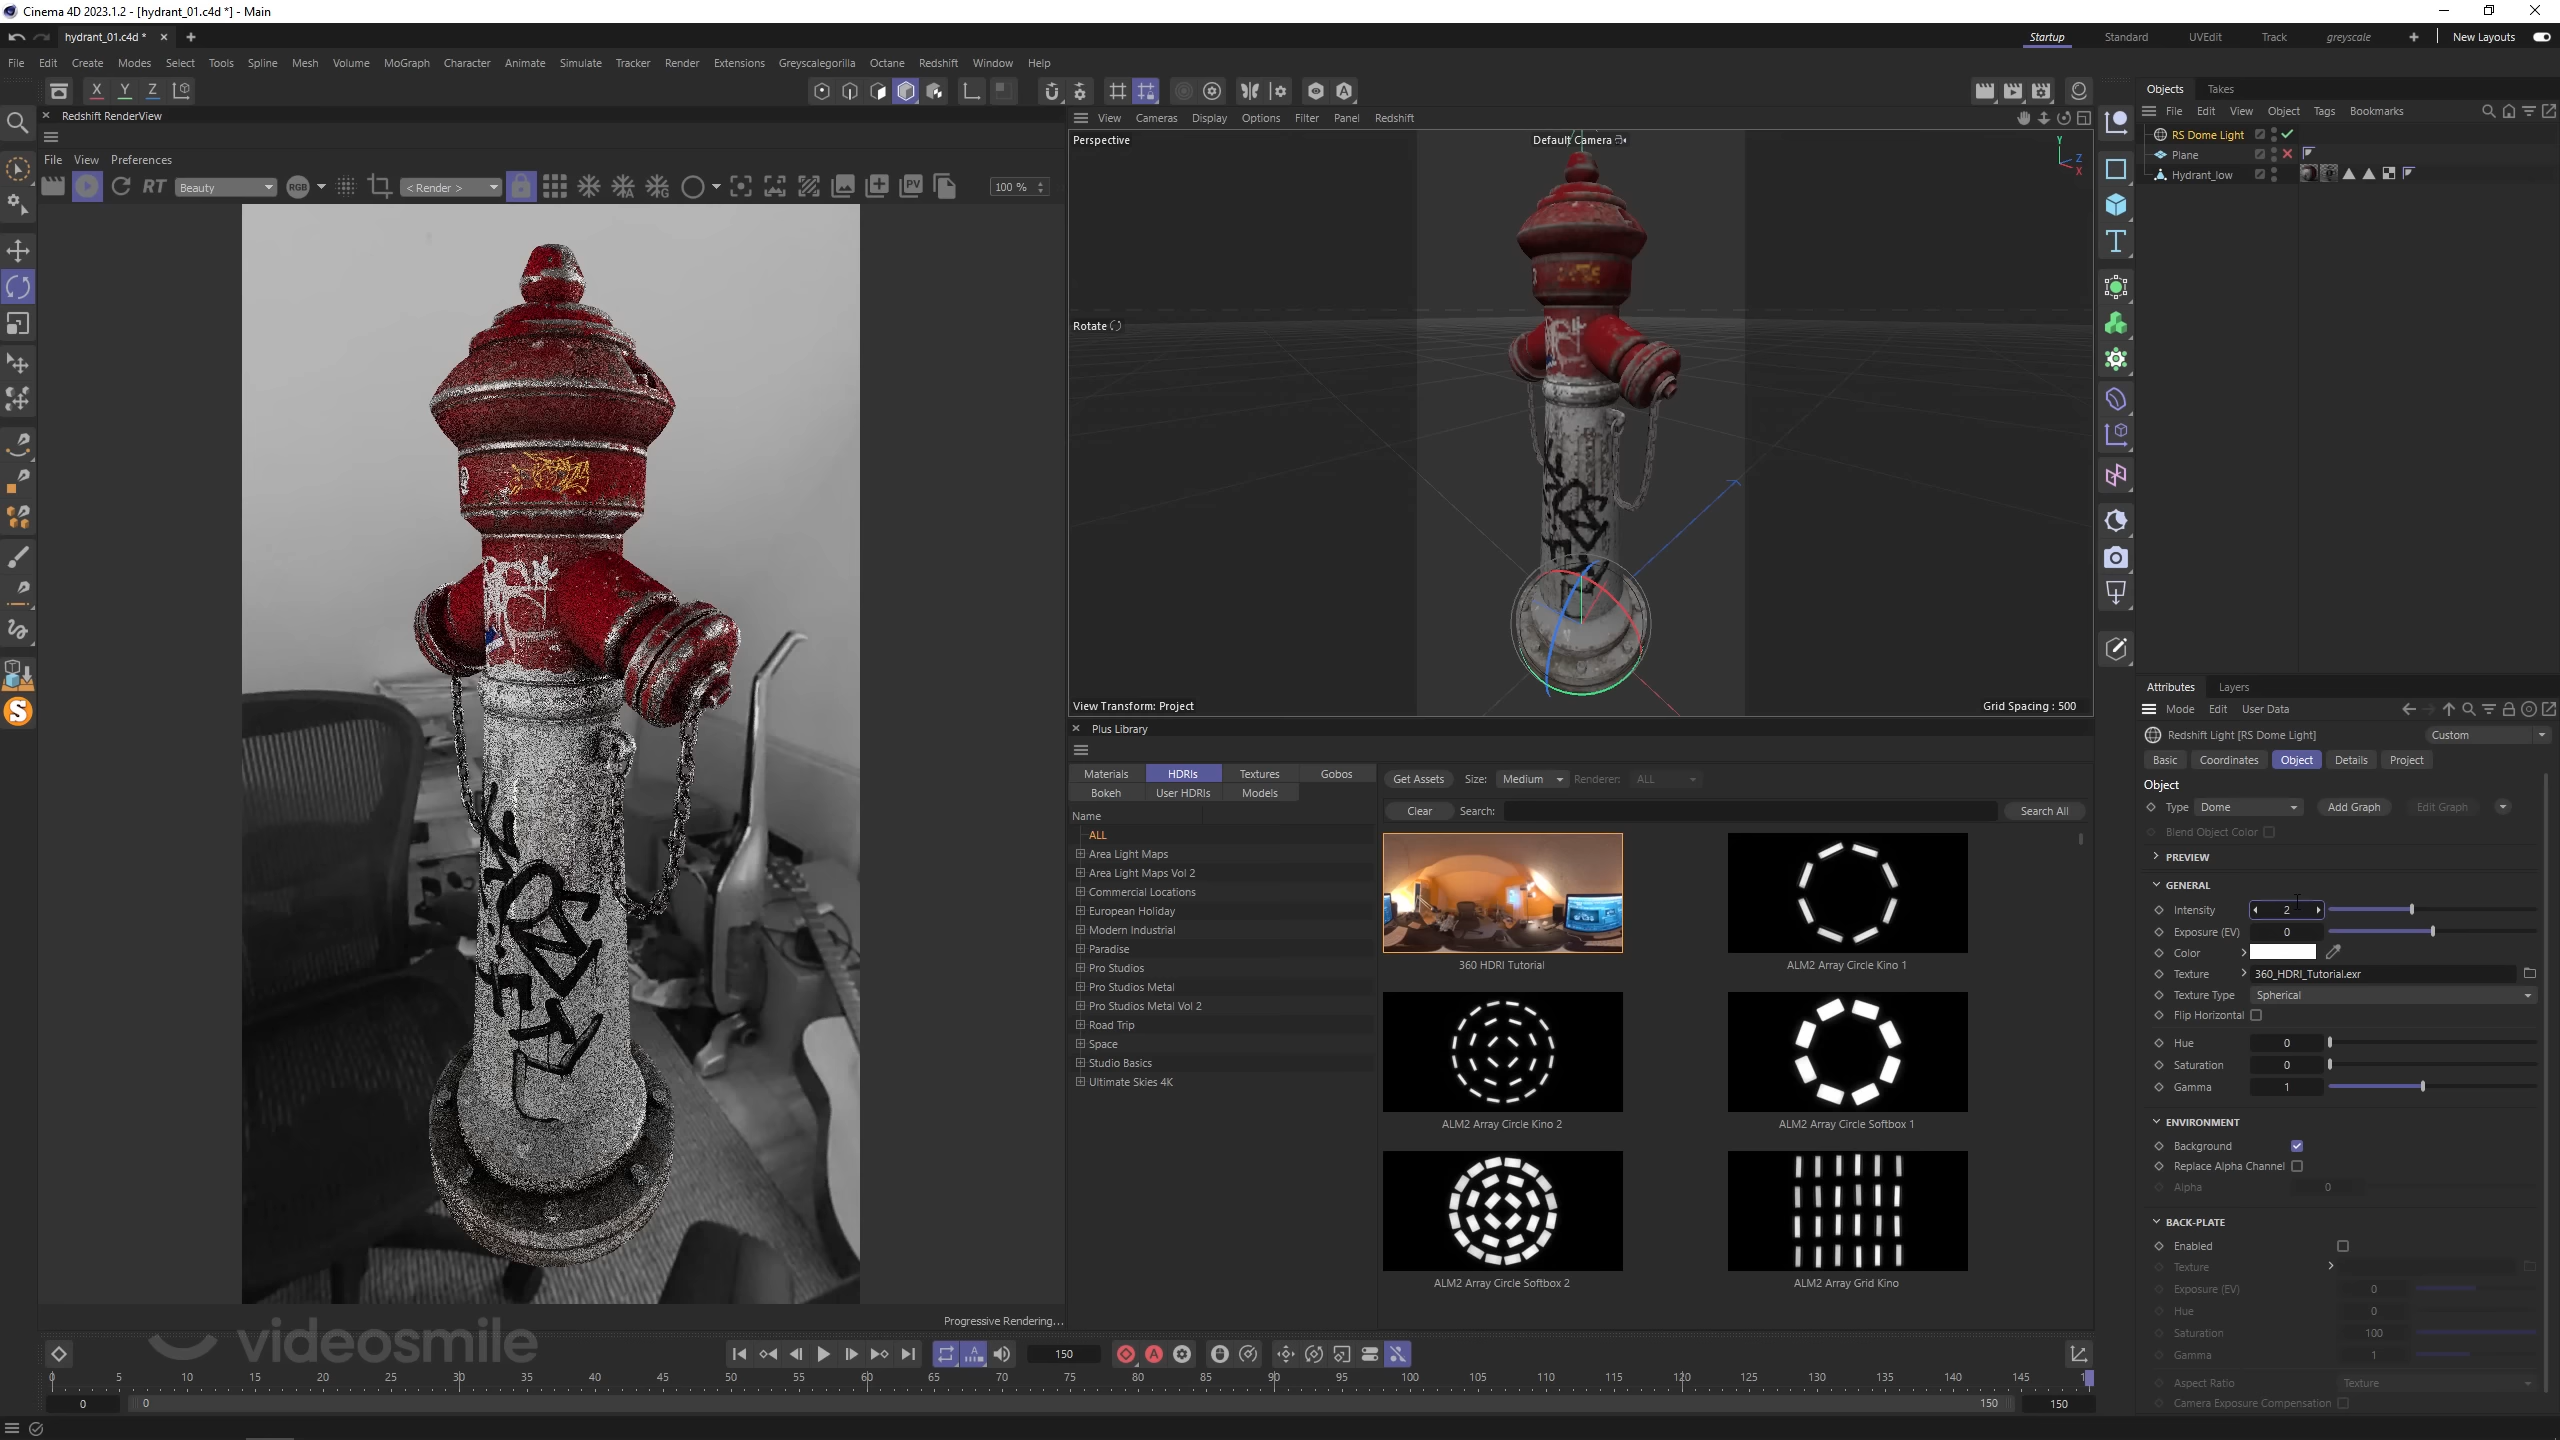 Cinema 4D 2023.1.2 - [hydrant_01.c4d *] - Main
hydrant_01.c4d *
Startup Standard UVEdit Track greyscale New Layouts
File Edit Create Modes Select Tools Spline Mesh Volume MoGraph Character Animate Simulate Tracker Render Extensions Greyscalegorilla Octane Redshift Window Help
X Y Z
Redshift RenderView
File View Preferences
RT Beauty RGB < Render > PV 100 %
Progressive Rendering...
View Cameras Display Options Filter Panel Redshift
Perspective
Default Camera
Y
Z
X
Rotate
View Transform: Project
Grid Spacing : 500
Plus Library
Materials HDRIs Textures Gobos
Bokeh User HDRIs Models
Name
ALL
Area Light Maps
Area Light Maps Vol 2
Commercial Locations
European Holiday
Modern Industrial
Paradise
Pro Studios
Pro Studios Metal
Pro Studios Metal Vol 2
Road Trip
Space
Studio Basics
Ultimate Skies 4K
Get Assets Size: Medium Renderer: ALL
Clear Search: Search All
360 HDRI Tutorial
ALM2 Array Circle Kino 1
ALM2 Array Circle Kino 2
ALM2 Array Circle Softbox 1
ALM2 Array Circle Softbox 2
ALM2 Array Grid Kino
Objects Takes
File Edit View Object Tags Bookmarks
RS Dome Light
Plane
Hydrant_low
Attributes Layers
Mode Edit User Data
Redshift Light [RS Dome Light] Custom
Basic Coordinates Object Details Project
Object
Type Dome Add Graph Edit Graph
Blend Object Color
PREVIEW
GENERAL
Intensity 2
Exposure (EV) 0
Color
Texture 360_HDRI_Tutorial.exr
Texture Type Spherical
Flip Horizontal
Hue 0
Saturation 0
Gamma 1
ENVIRONMENT
Background
Replace Alpha Channel
Alpha 0
BACK-PLATE
Enabled
Texture
Exposure (EV) 0
Hue 0
Saturation 100
Gamma 1
Aspect Ratio Texture
Camera Exposure Compensation
videosmile
150
0 5 10 15 20 25 30 35 40 45 50 55 60 65 70 75 80 85 90 95 100 105 110 115 120 125 130 135 140 145
0 0 150 150